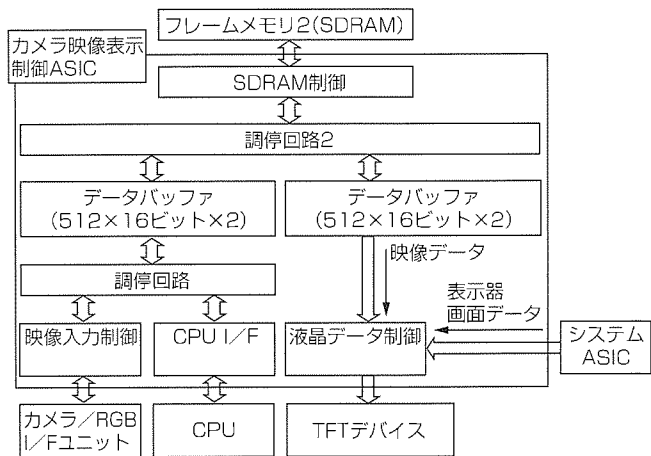 フレームメモリ2(SDRAM)
カメラ映像表示
制御ASIC
SDRAM制御
調停回路2
データバッファ
(512×16ビット×2)
データバッファ
(512×16ビット×2)
映像データ
調停回路
表示器
画面データ
映像入力制御
CPU I/F
液晶データ制御
システム
ASIC
カメラ/RGB
I/Fユニット
CPU
TFTデバイス